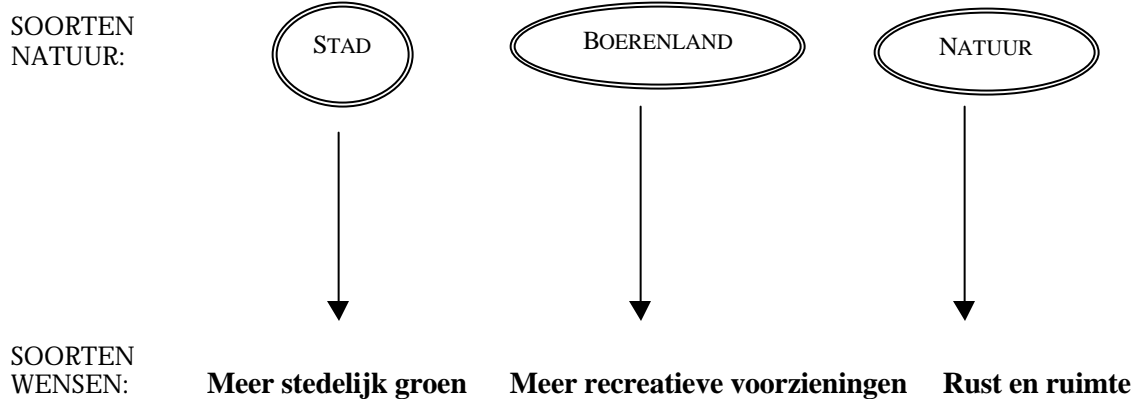 SOORTEN
NATUUR:
STAD
BOERENLAND
NATUUR
SOORTEN
WENSEN:
Meer stedelijk groen
Meer recreatieve voorzieningen
Rust en ruimte